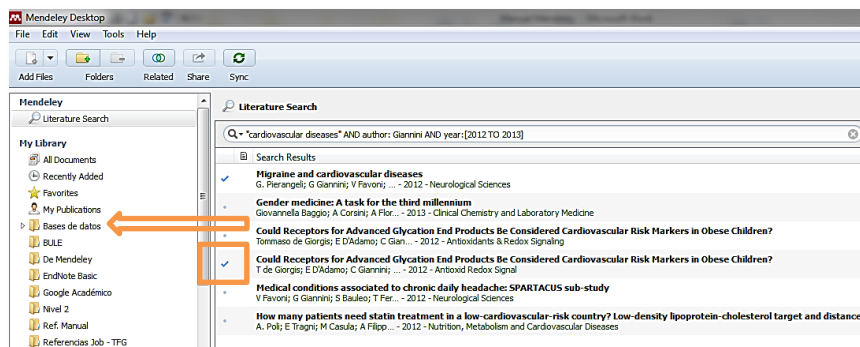 Mendeley Desktop
File Edit View Tools Help
Add Files Folders Related Share Sync
Mendeley
Literature Search
My Library
All Documents
Recently Added
Favorites
My Publications
Bases de datos
BULE
De Mendeley
EndNote Basic
Google Académico
Nivel 2
Ref. Manual
Referencias Job - TFG
Literature Search
"cardiovascular diseases" AND author: Giannini AND year:[2012 TO 2013]
Search Results
Migraine and cardiovascular diseases
G. Pierangeli; G Giannini; V Favoni; ... - 2012 - Neurological Sciences
Gender medicine: A task for the third millennium
Giovannella Baggio; A Corsini; A Flor... - 2013 - Clinical Chemistry and Laboratory Medicine
Could Receptors for Advanced Glycation End Products Be Considered Cardiovascular Risk Markers in Obese Children?
Tommaso de Giorgis; E D'Adamo; C Gian... - 2012 - Antioxidants & Redox Signaling
Could Receptors for Advanced Glycation End Products Be Considered Cardiovascular Risk Markers in Obese Children?
T de Giorgis; E D'Adamo; C Giannini; ... - 2012 - Antioxid Redox Signal
Medical conditions associated to chronic daily headache: SPARTACUS sub-study
V Favoni; G Giannini; S Bauleo; T Fer... - 2012 - Neurological Sciences
How many patients need statin treatment in a low-cardiovascular-risk country? Low-density lipoprotein-cholesterol target and distance
A. Poli; E Tragni; M Casula; A Filipp... - 2012 - Nutrition, Metabolism and Cardiovascular Diseases